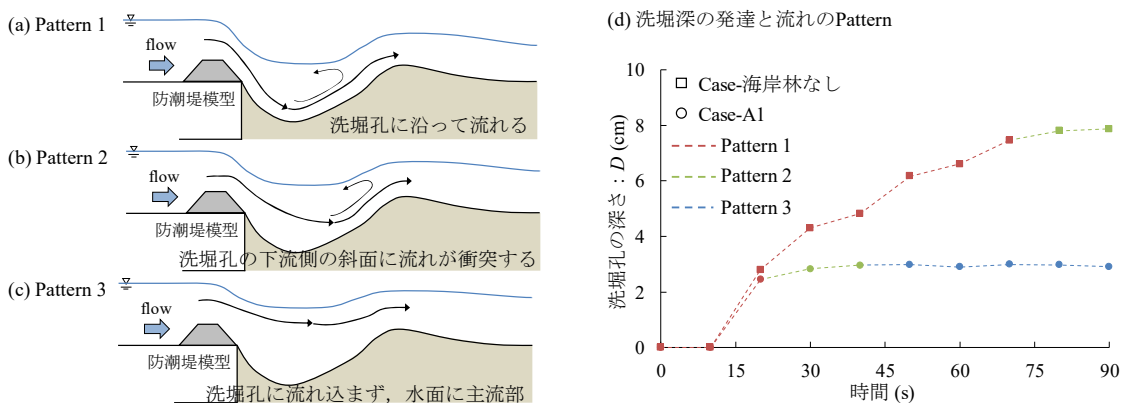 (a) Pattern 1
flow
防潮堤模型
洗堀孔に沿って流れる
(b) Pattern 2
flow
防潮堤模型
洗堀孔の下流側の斜面に流れが衝突する
(c) Pattern 3
flow
防潮堤模型
洗堀孔に流れ込まず，水面に主流部
(d) 洗堀深の発達と流れのPattern
洗堀孔の深さ：D (cm)
10
8
6
4
2
0
Case-海岸林なし
Case-A1
Pattern 1
Pattern 2
Pattern 3
0 15 30 45 60 75 90
時間 (s)